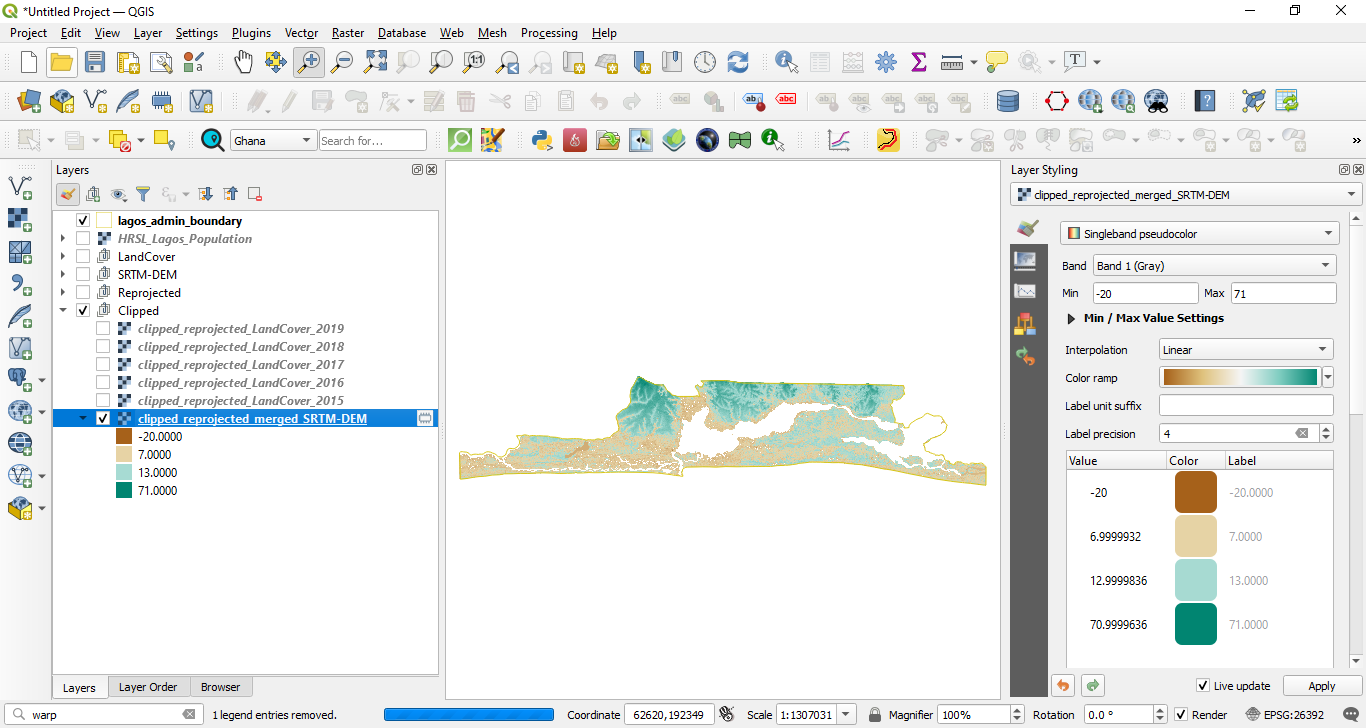 *Untitled Project — QGIS
Project Edit View Layer Settings Plugins Vector Raster Database Web Mesh Processing Help
1:1
T
abc
ab
abc
Ghana
Search for...
»
Layers
lagos_admin_boundary
HRSL_Lagos_Population
LandCover
SRTM-DEM
Reprojected
Clipped
clipped_reprojected_LandCover_2019
clipped_reprojected_LandCover_2018
clipped_reprojected_LandCover_2017
clipped_reprojected_LandCover_2016
clipped_reprojected_LandCover_2015
clipped_reprojected_merged_SRTM-DEM
-20.0000
7.0000
13.0000
71.0000
Layers Layer Order Browser
Layer Styling
clipped_reprojected_merged_SRTM-DEM
Singleband pseudocolor
Band Band 1 (Gray)
Min -20 Max 71
Min / Max Value Settings
Interpolation Linear
Color ramp
Label unit suffix
Label precision 4
Value Color Label
-20 -20.0000
6.9999932 7.0000
12.9999836 13.0000
70.9999636 71.0000
Live update Apply
warp 1 legend entries removed. Coordinate 62620,192349 Scale 1:1307031 Magnifier 100% Rotation 0.0 ° Render EPSG:26392